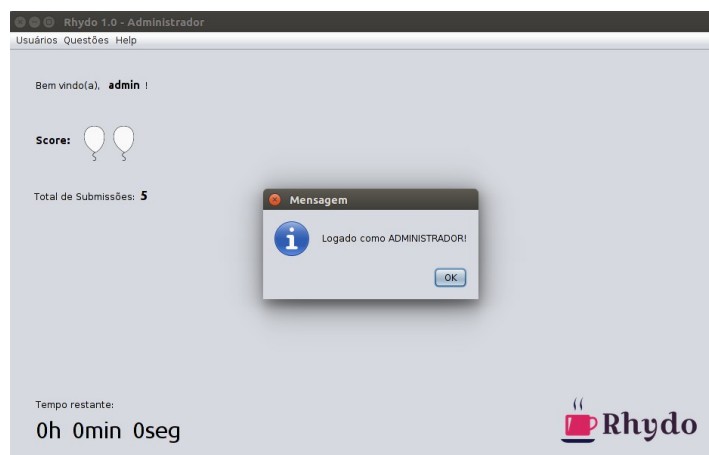 Rhydo 1.0 - Administrador
Usuários Questões Help
Bem vindo(a), admin !
Score:
Total de Submissões: 5
Mensagem
Logado como ADMINISTRADOR!
OK
Tempo restante:
0h 0min 0seg
Rhydo